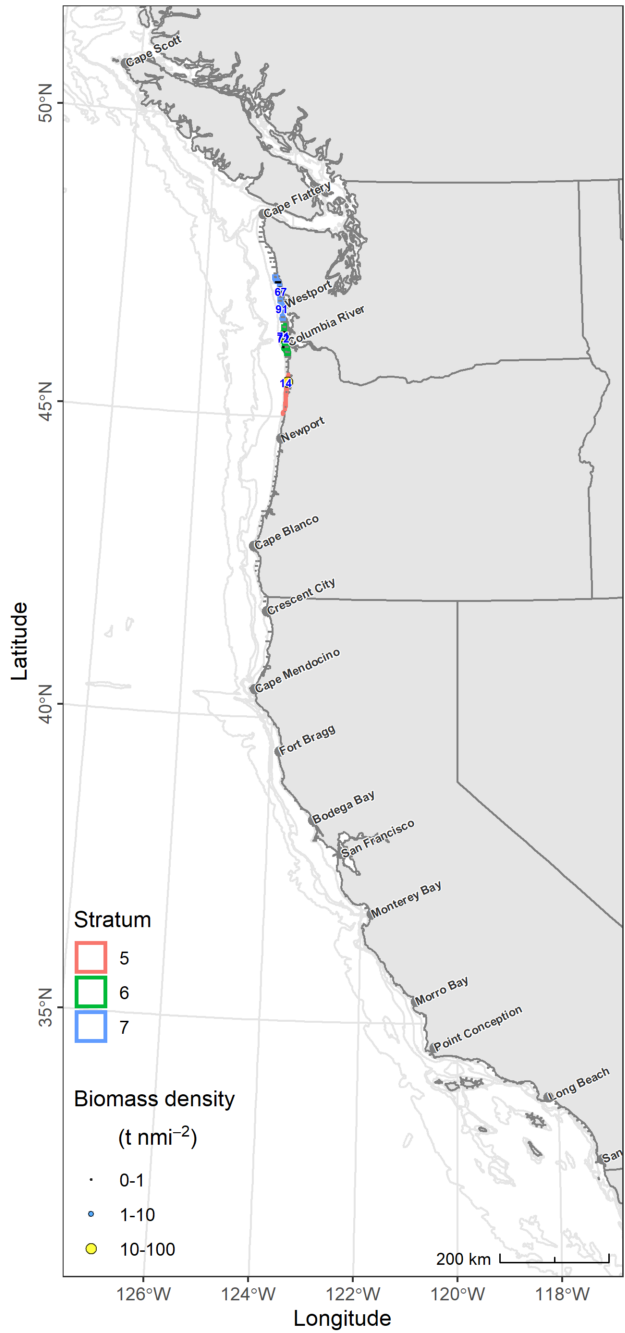 Cape Scott
50°N
Cape Flattery
67
Westport
91
Columbia River
14
45°N
Newport
Cape Blanco
Crescent City
Latitude
Cape Mendocino
40°N
Fort Bragg
Bodega Bay
San Francisco
Monterey Bay
Stratum
5
6
7
Morro Bay
35°N
Point Conception
Long Beach
San
Biomass density
(t nmi−2)
0-1
1-10
10-100
200 km
126°W
124°W
122°W
120°W
118°W
Longitude